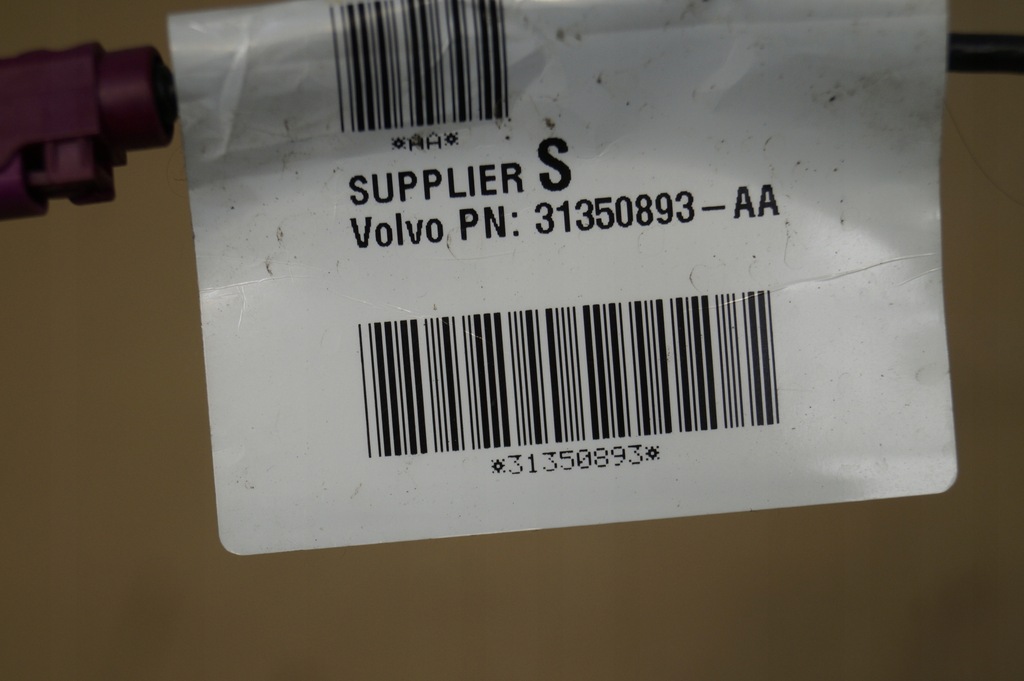 *AA*
SUPPLIER S
Volvo PN: 31350893-AA
*31350893*